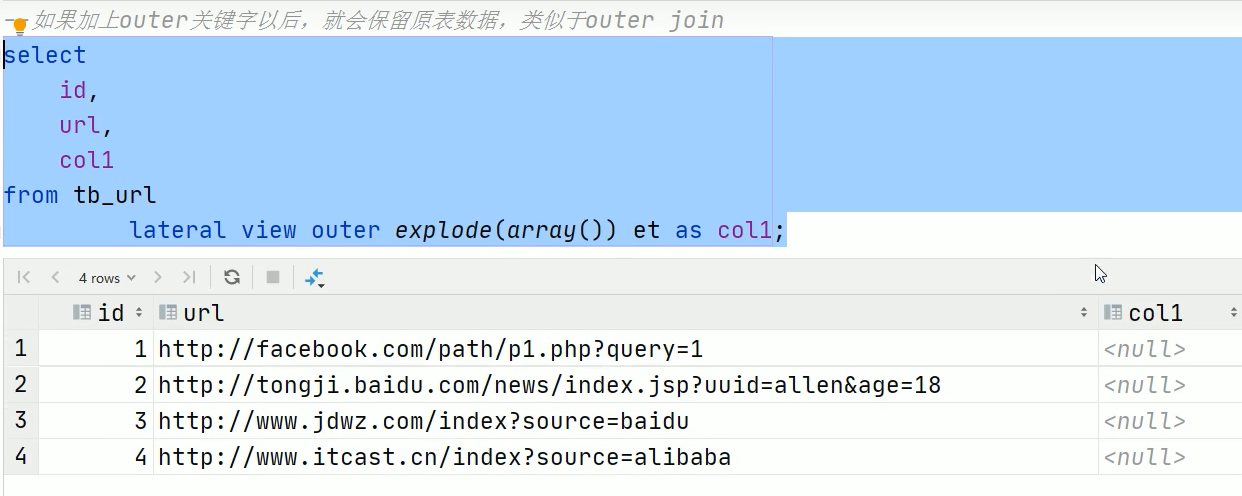 如果加上outer关键字以后，就会保留原表数据，类似于outer join
select
id,
url,
col1
from tb_url
lateral view outer explode(array()) et as col1;
4 rows
id url col1
1 1 http://facebook.com/path/p1.php?query=1 <null>
2 2 http://tongji.baidu.com/news/index.jsp?uuid=allen&age=18 <null>
3 3 http://www.jdwz.com/index?source=baidu <null>
4 4 http://www.itcast.cn/index?source=alibaba <null>